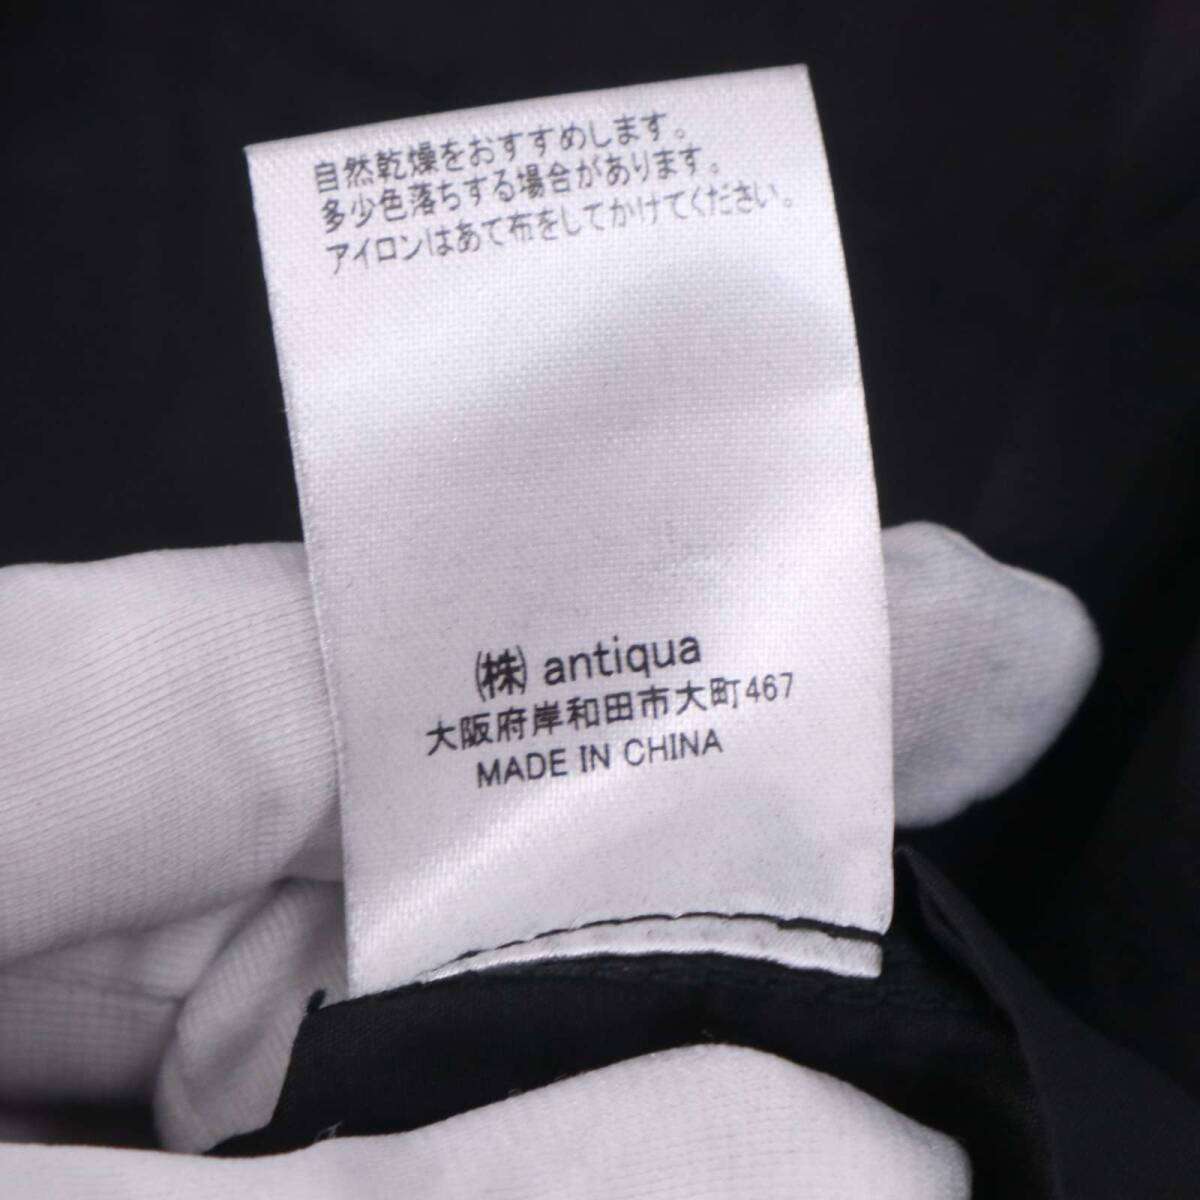 自然乾燥をおすすめします。
多少色落ちする場合があります。
アイロンはあて布をしてかけてください。
㈱ antiqua
大阪府岸和田市大町467
MADE IN CHINA